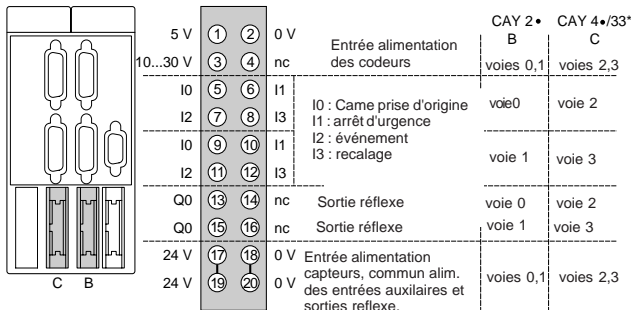 CAY 2• CAY 4•/33*
B C
5 V 1 2 0 V Entrée alimentation
10...30 V 3 4 nc des codeurs voies 0,1 voies 2,3
I0 5 6 I1 I0 : Came prise d'origine voie0 voie 2
I1 : arrêt d'urgence
I2 7 8 I3 I2 : événement
I3 : recalage
I0 9 10 I1 voie 1 voie 3
I2 11 12 I3
Q0 13 14 nc Sortie réflexe voie 0 voie 2
Q0 15 16 nc Sortie réflexe voie 1 voie 3
24 V 17 18 0 V Entrée alimentation
capteurs, commun alim. voies 0,1 voies 2,3
24 V 19 20 0 V des entrées auxilaires et
sorties reflexe.
C B